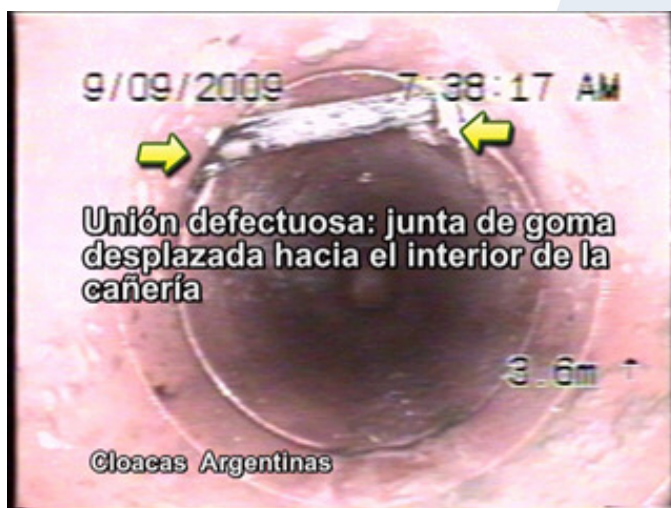 9/09/2009 7:38:17 AM
Unión defectuosa: junta de goma
desplazada hacia el interior de la
cañería
3.6m ↑
Cloacas Argentinas